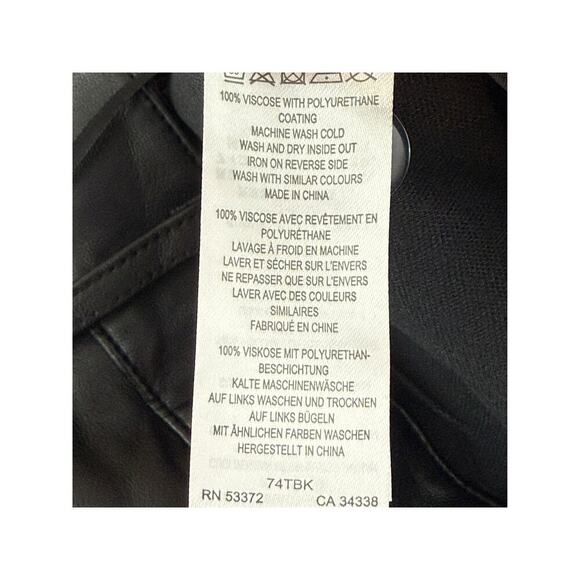 100% VISCOSE WITH POLYURETHANE
COATING
MACHINE WASH COLD
WASH AND DRY INSIDE OUT
IRON ON REVERSE SIDE
WASH WITH SIMILAR COLOURS
MADE IN CHINA
100% VISCOSE AVEC REVÊTEMENT EN
POLYURÉTHANE
LAVAGE À FROID EN MACHINE
LAVER ET SÉCHER SUR L'ENVERS
NE REPASSER QUE SUR L'ENVERS
LAVER AVEC DES COULEURS
SIMILAIRES
FABRIQUÉ EN CHINE
100% VISKOSE MIT POLYURETHAN-
BESCHICHTUNG
KALTE MASCHINENWÄSCHE
AUF LINKS WASCHEN UND TROCKNEN
AUF LINKS BÜGELN
MIT ÄHNLICHEN FARBEN WASCHEN
HERGESTELLT IN CHINA
74TBK
RN 53372 CA 34338